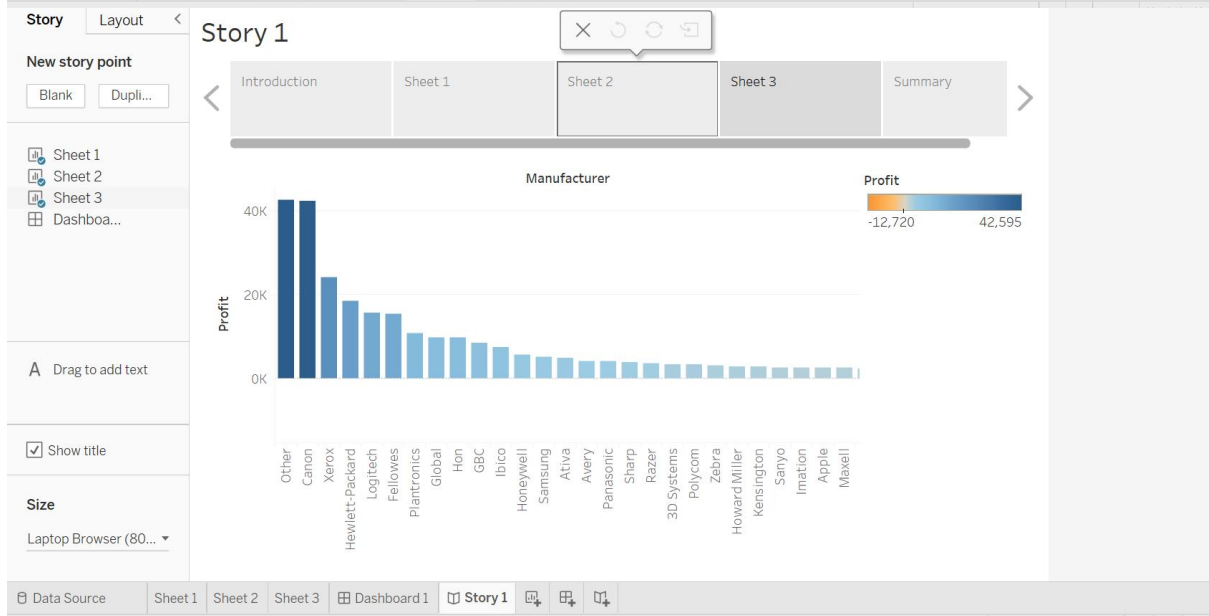 Story Layout <
New story point
Blank Dupli...
Sheet 1
Sheet 2
Sheet 3
Dashboa...
A Drag to add text
Show title
Size
Laptop Browser (80...
Story 1
Introduction Sheet 1 Sheet 2 Sheet 3 Summary
Manufacturer
Profit
40K
20K
0K
Other
Canon
Xerox
Hewlett-Packard
Logitech
Fellowes
Plantronics
Global
Hon
GBC
Ibico
Honeywell
Samsung
Ativa
Avery
Panasonic
Sharp
Razer
3D Systems
Polycom
Zebra
Howard Miller
Kensington
Sanyo
Imation
Apple
Maxell
Profit
-12,720 42,595
Data Source Sheet 1 Sheet 2 Sheet 3 Dashboard 1 Story 1